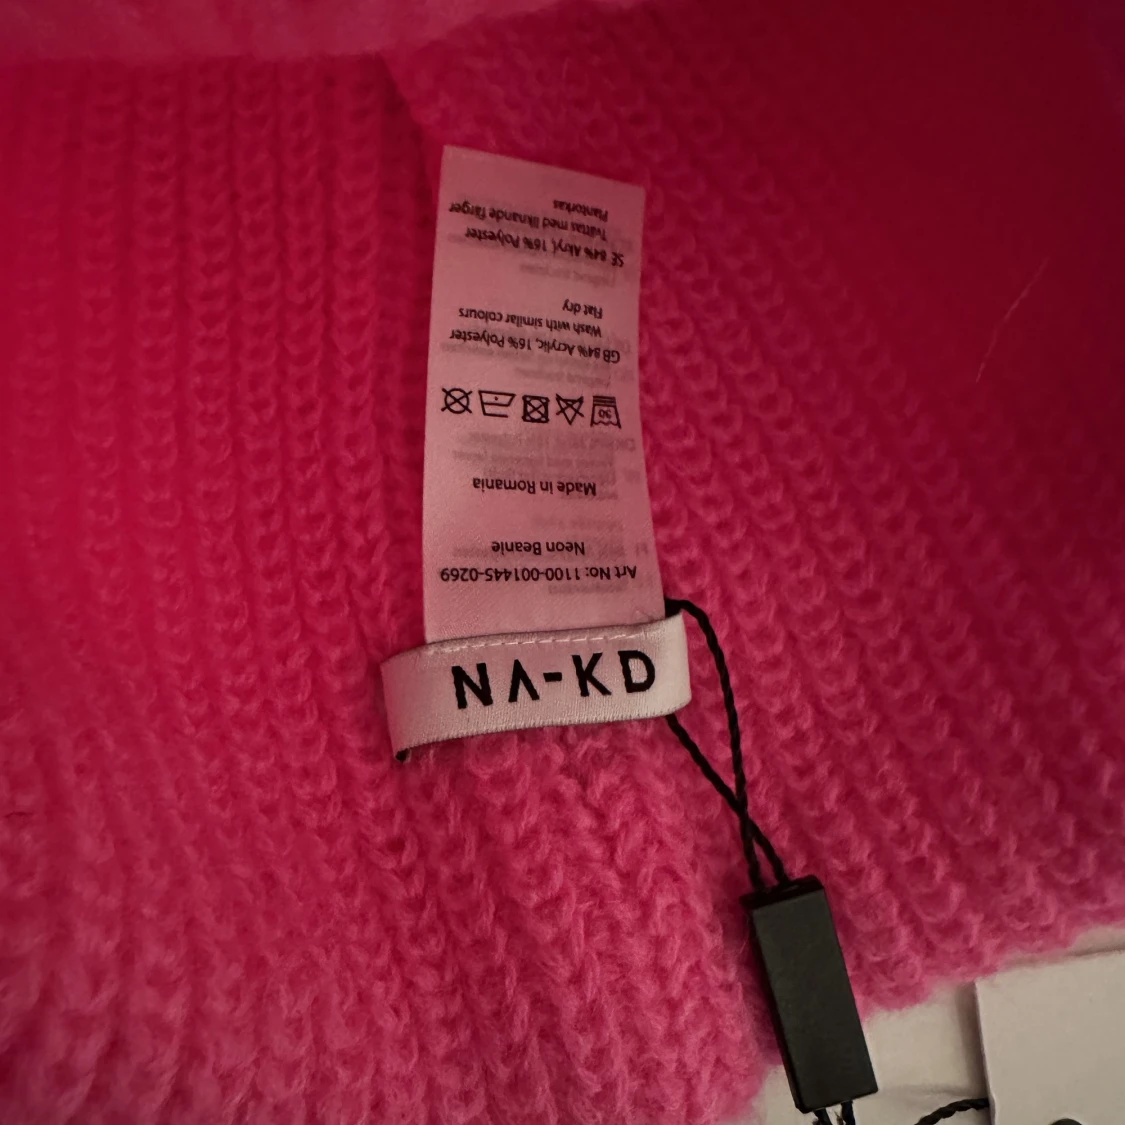 NA-KD
Art No: 1100-001445-0269
Neon Beanie
Made in Romania
30
GB 84% Acrylic, 16% Polyester
Wash with similar colours
Flat dry
SE 84% Akryl, 16% Polyester
Tvättas med liknande färger
Plantorkas